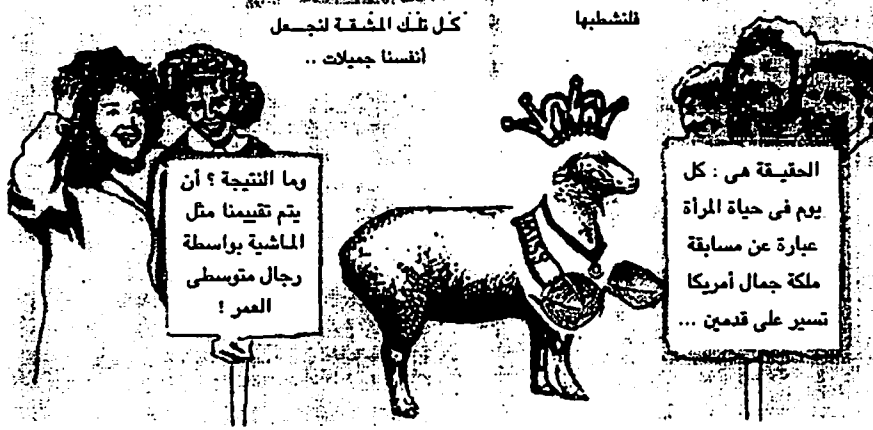 فلنشطبها
كل تلك المشقة لنجعل
أنفسنا جميلات ..
الحقيقة هى : كل
يوم فى حياة المرأة
عبارة عن مسابقة
ملكة جمال أمريكا
تسير على قدمين ...
وما النتيجة ؟ أن
يتم تقييمنا مثل
الماشية بواسطة
رجال متوسطى
العمر !
MISS